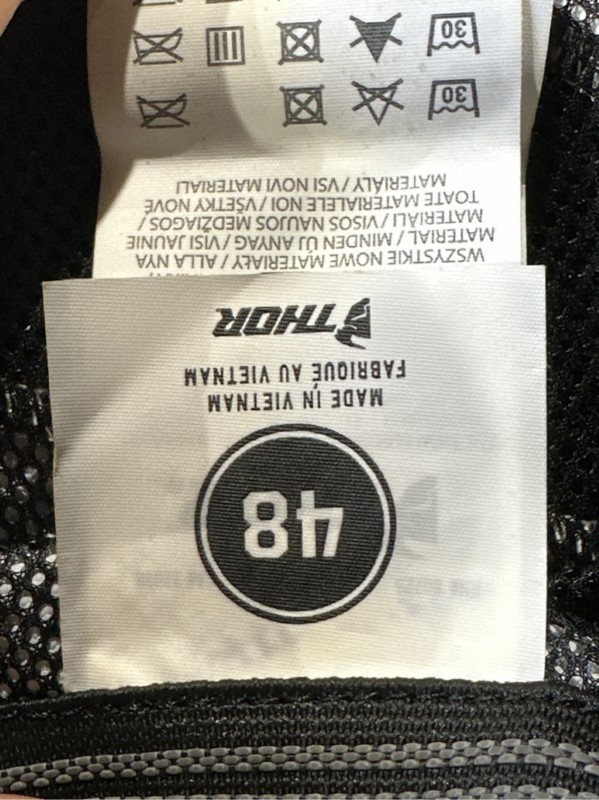 48
MADE IN VIETNAM
FABRIQUÉ AU VIETNAM
THOR
WSZYSTKIE NOWE MATERIAŁY / ALLA NYA
MATERIAL / MINDEN ÚJ ANYAG / VISI JAUNIE
MATERIĀLI / VISOS NAUJOS MEDŽIAGOS /
TOATE MATERIALELE NOI / VŠETKY NOVÉ
MATERIÁLY / VSI NOVI MATERIALI
30
30